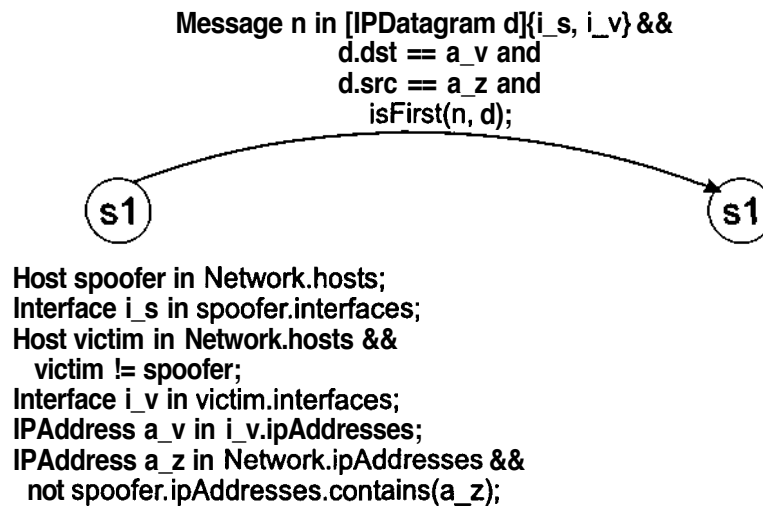 Message n in [IPDatagram d]{i_s, i_v} &&
d.dst == a_v and
d.src == a_z and
isFirst(n, d);
s1
s1
Host spoofer in Network.hosts;
Interface i_s in spoofer.interfaces;
Host victim in Network.hosts &&
victim != spoofer;
Interface i_v in victim.interfaces;
IPAddress a_v in i_v.ipAddresses;
IPAddress a_z in Network.ipAddresses &&
not spoofer.ipAddresses.contains(a_z);